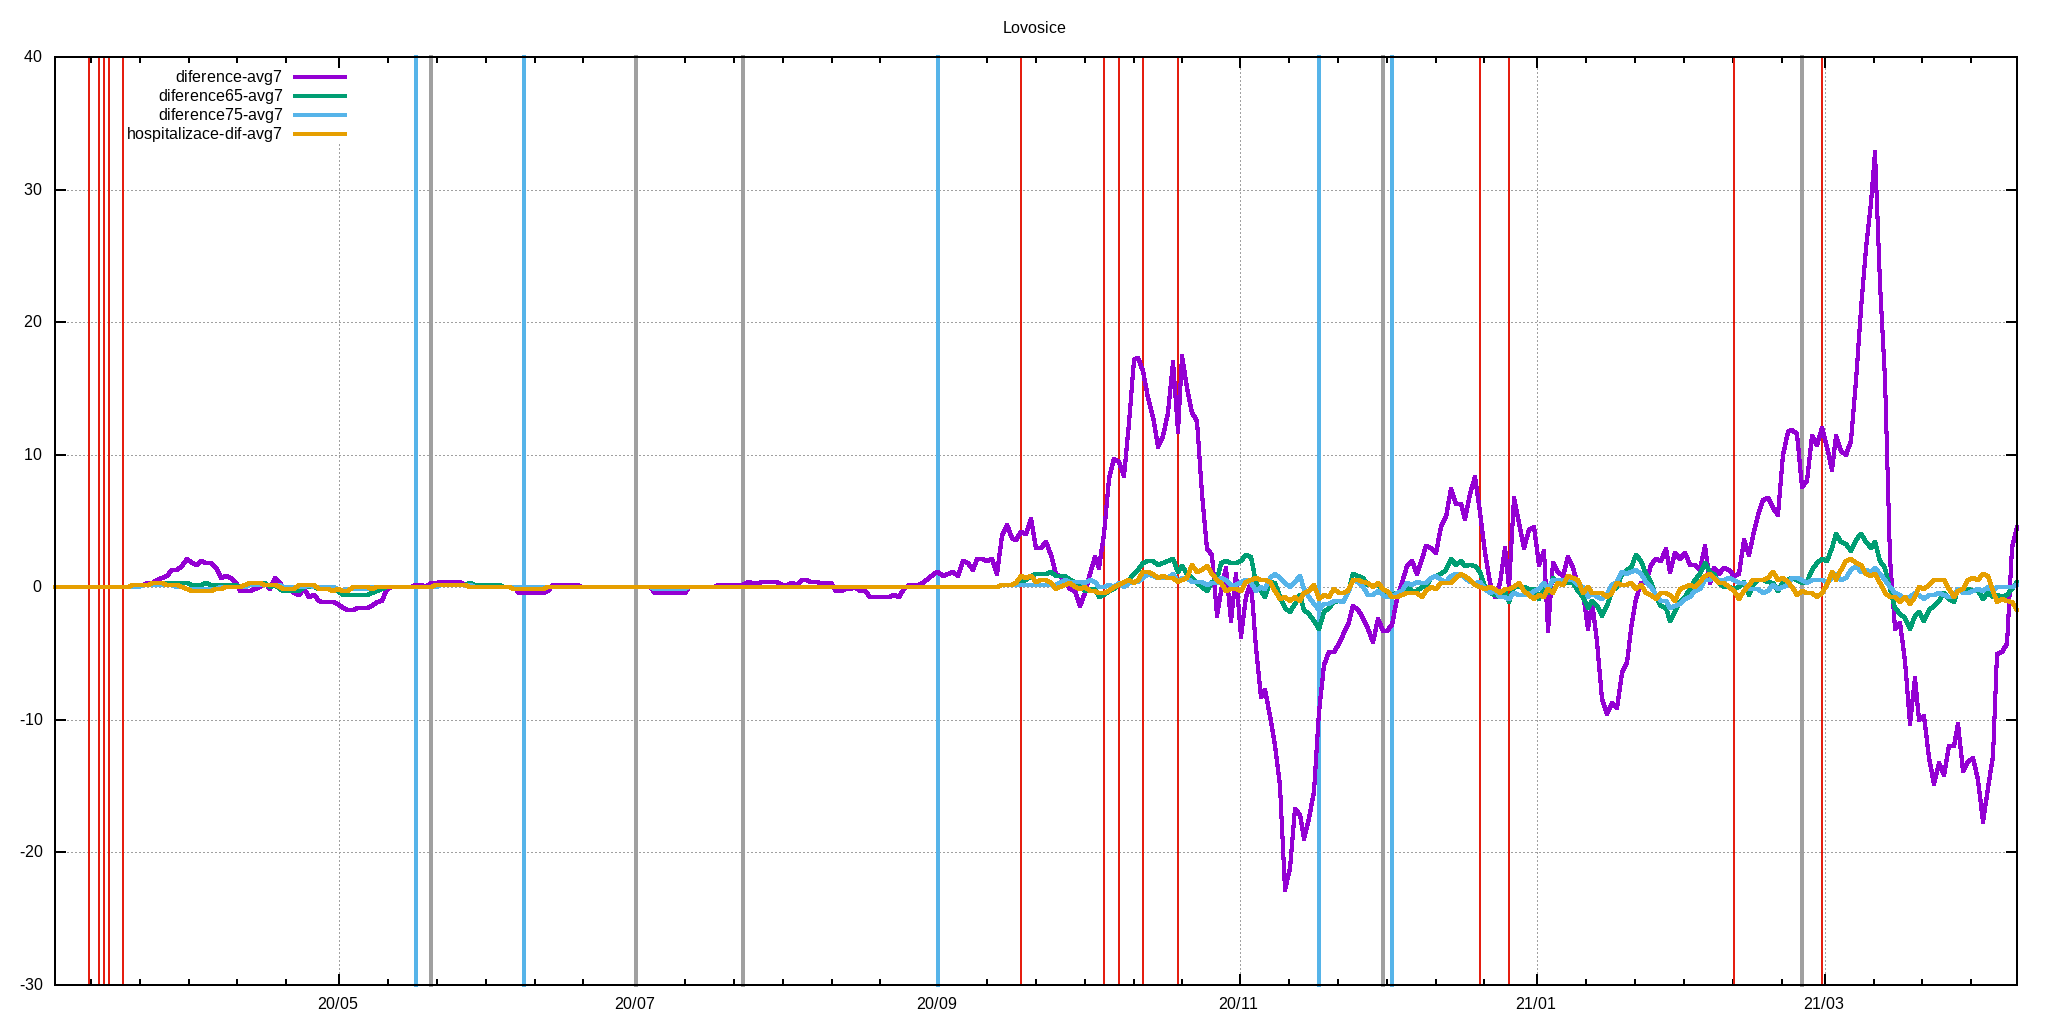 Lovosice
diference-avg7
diference65-avg7
diference75-avg7
hospitalizace-dif-avg7
40
30
20
10
0
-10
-20
-30
20/05 20/07 20/09 20/11 21/01 21/03